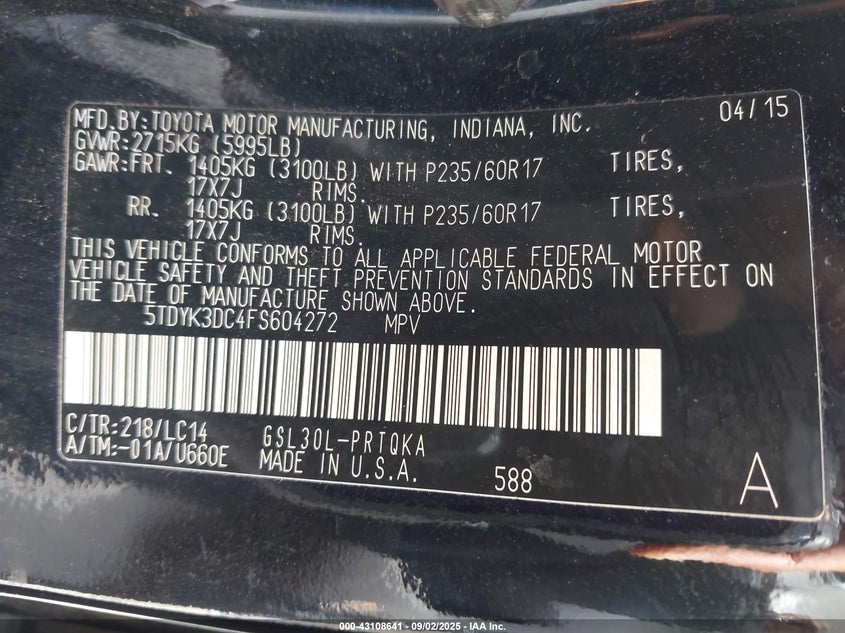 MFD.BY:TOYOTA MOTOR MANUFACTURING, INDIANA, INC. 04/15
GVWR:2715KG (5995LB)
GAWR:FRT. 1405KG (3100LB) WITH P235/60R17 TIRES,
17X7J RIMS.
RR. 1405KG (3100LB) WITH P235/60R17 TIRES,
17X7J RIMS.
THIS VEHICLE CONFORMS TO ALL APPLICABLE FEDERAL MOTOR
VEHICLE SAFETY AND THEFT PREVENTION STANDARDS IN EFFECT ON
THE DATE OF MANUFACTURE SHOWN ABOVE.
5TDYK3DC4FS604272 MPV
C/TR:218/LC14 GSL30L-PRTQKA
A/TM:-01A/U660E MADE IN U.S.A. 588 A
000-43108641 - 09/02/2025 - IAA Inc.